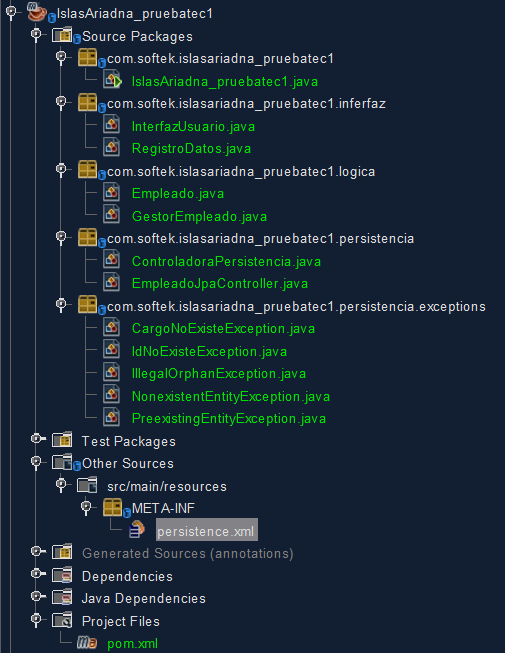 IslasAriadna_pruebatec1
Source Packages
com.softek.islasariadna_pruebatec1
IslasAriadna_pruebatec1.java
com.softek.islasariadna_pruebatec1.inferfaz
InterfazUsuario.java
RegistroDatos.java
com.softek.islasariadna_pruebatec1.logica
Empleado.java
GestorEmpleado.java
com.softek.islasariadna_pruebatec1.persistencia
ControladoraPersistencia.java
EmpleadoJpaController.java
com.softek.islasariadna_pruebatec1.persistencia.exceptions
CargoNoExisteException.java
IdNoExisteException.java
IllegalOrphanException.java
NonexistentEntityException.java
PreexistingEntityException.java
Test Packages
Other Sources
src/main/resources
META-INF
persistence.xml
Generated Sources (annotations)
Dependencies
Java Dependencies
Project Files
pom.xml